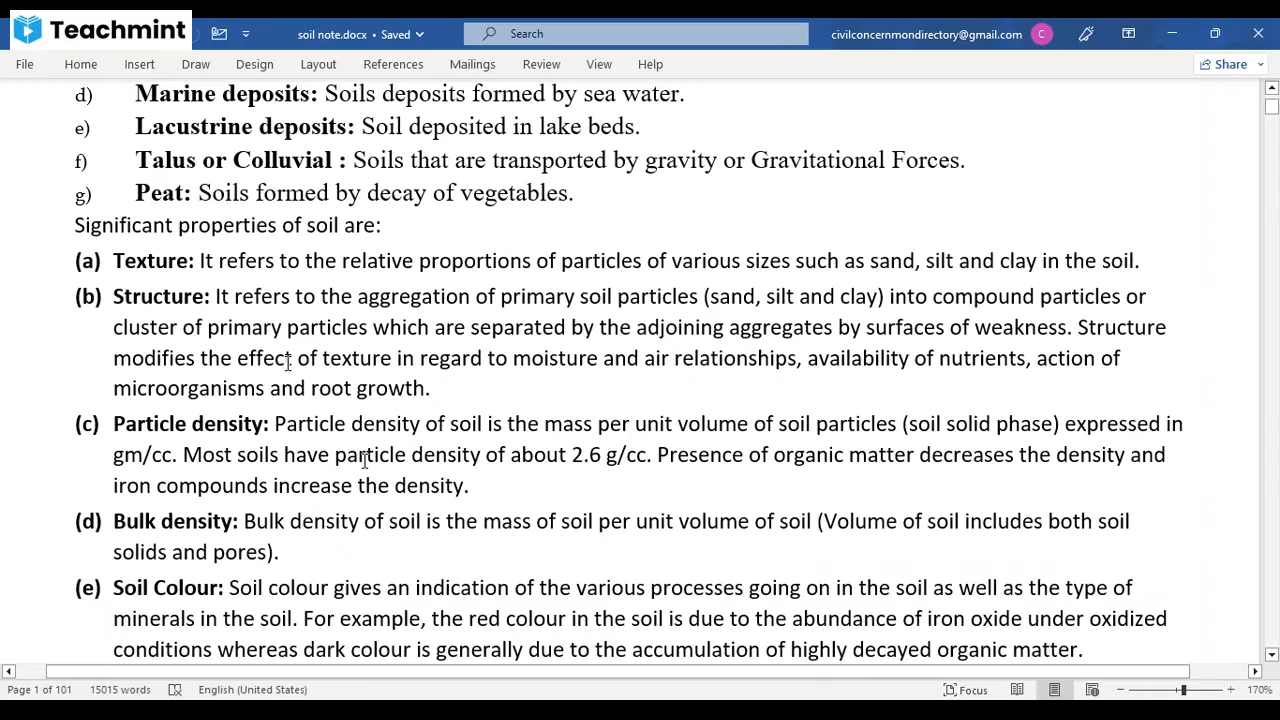 Teachmint
soil note.docx • Saved
Search
civilconcernmondirectory@gmail.com
C
File Home Insert Draw Design Layout References Mailings Review View Help
Share
d) Marine deposits: Soils deposits formed by sea water.
e) Lacustrine deposits: Soil deposited in lake beds.
f) Talus or Colluvial : Soils that are transported by gravity or Gravitational Forces.
g) Peat: Soils formed by decay of vegetables.
Significant properties of soil are:
(a) Texture: It refers to the relative proportions of particles of various sizes such as sand, silt and clay in the soil.
(b) Structure: It refers to the aggregation of primary soil particles (sand, silt and clay) into compound particles or
cluster of primary particles which are separated by the adjoining aggregates by surfaces of weakness. Structure
modifies the effect of texture in regard to moisture and air relationships, availability of nutrients, action of
microorganisms and root growth.
(c) Particle density: Particle density of soil is the mass per unit volume of soil particles (soil solid phase) expressed in
gm/cc. Most soils have particle density of about 2.6 g/cc. Presence of organic matter decreases the density and
iron compounds increase the density.
(d) Bulk density: Bulk density of soil is the mass of soil per unit volume of soil (Volume of soil includes both soil
solids and pores).
(e) Soil Colour: Soil colour gives an indication of the various processes going on in the soil as well as the type of
minerals in the soil. For example, the red colour in the soil is due to the abundance of iron oxide under oxidized
conditions whereas dark colour is generally due to the accumulation of highly decayed organic matter.
Page 1 of 101 15015 words English (United States) Focus 170%